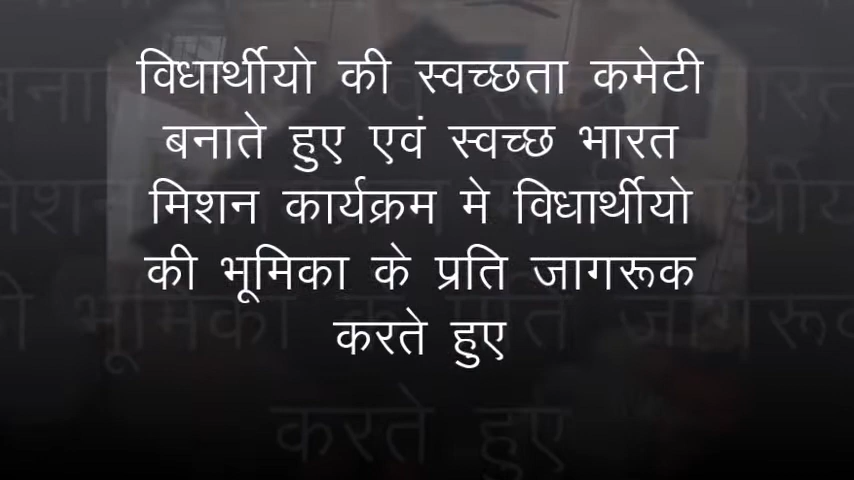 विधार्थीयो की स्वच्छता कमेटी
बनाते हुए एवं स्वच्छ भारत
मिशन कार्यक्रम मे विधार्थीयो
की भूमिका के प्रति जागरूक
करते हुए